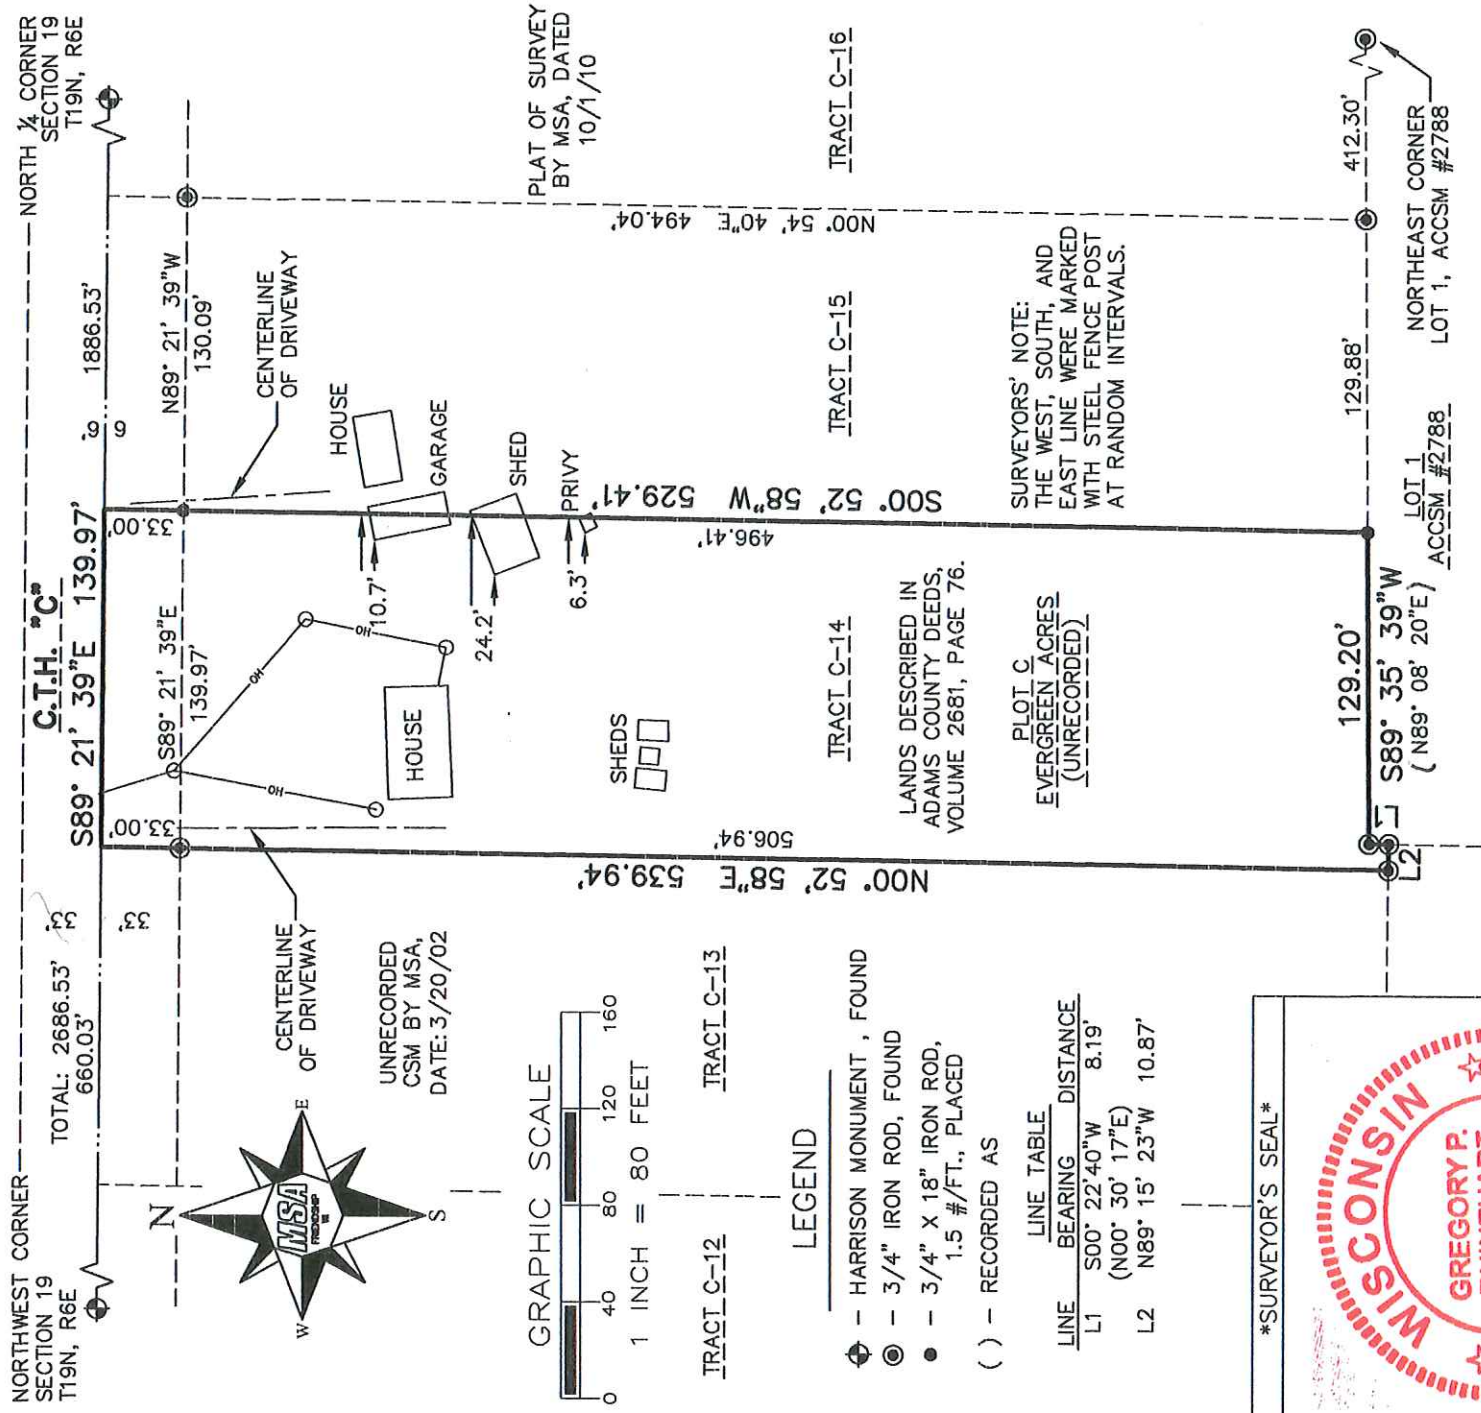 NORTHWEST CORNER
SECTION 19
T19N, R6E
NORTH ¼ CORNER
SECTION 19
T19N, R6E
TOTAL: 2686.53'
660.03'
33'
33'
C.T.H. "C"
S89° 21' 39"E 139.97'
1886.53'
33.00'
33.00'
S89° 21' 39"E
139.97'
N89° 21' 39"W
130.09'
CENTERLINE
OF DRIVEWAY
CENTERLINE
OF DRIVEWAY
PLAT OF SURVEY
BY MSA, DATED
10/1/10
UNRECORDED
CSM BY MSA,
DATE: 3/20/02
N
E
S
W
MSA
FRIENDSHIP
WI
OH
OH
OH
HOUSE
HOUSE
GARAGE
SHED
PRIVY
SHEDS
10.7'
24.2'
6.3'
N00° 52' 58"E 539.94'
506.94'
S00° 52' 58"W 529.41'
496.41'
N00° 54' 40"E 494.04'
GRAPHIC SCALE
0 40 80 120 160
1 INCH = 80 FEET
TRACT C-12
TRACT C-13
TRACT C-14
TRACT C-15
TRACT C-16
LANDS DESCRIBED IN
ADAMS COUNTY DEEDS,
VOLUME 2681, PAGE 76.
PLOT C
EVERGREEN ACRES
(UNRECORDED)
SURVEYORS' NOTE:
THE WEST, SOUTH, AND
EAST LINE WERE MARKED
WITH STEEL FENCE POST
AT RANDOM INTERVALS.
LEGEND
- HARRISON MONUMENT , FOUND
- 3/4" IRON ROD, FOUND
- 3/4" X 18" IRON ROD,
1.5 #/FT., PLACED
( ) - RECORDED AS
LINE TABLE
LINE BEARING DISTANCE
L1 S00° 22'40"W 8.19'
(N00° 30' 17"E)
L2 N89° 15' 23"W 10.87'
L1
L2
129.20'
S89° 35' 39"W
( N89° 08' 20"E )
129.88'
412.30'
LOT 1
ACCSM #2788
NORTHEAST CORNER
LOT 1, ACCSM #2788
*SURVEYOR'S SEAL*
WISCONSIN
GREGORY P.